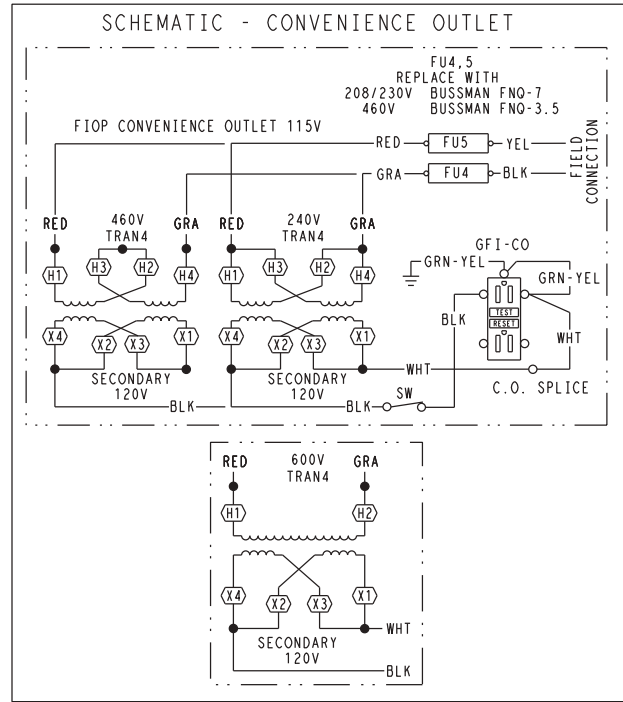 SCHEMATIC - CONVENIENCE OUTLET
FU4,5
REPLACE WITH
208/230V BUSSMAN FNQ-7
460V BUSSMAN FNQ-3.5
FIOP CONVENIENCE OUTLET 115V
RED FU5 YEL
GRA FU4 BLK
FIELD
CONNECTION
RED 460V GRA RED 240V GRA
TRAN4 TRAN4
H1 H3 H2 H4 H1 H3 H2 H4
GFI-CO
GRN-YEL
GRN-YEL
X4 X2 X3 X1 X4 X2 X3 X1
BLK
TEST
RESET
WHT
SECONDARY
120V
SECONDARY
120V
WHT
C.O. SPLICE
BLK
BLK
SW
RED 600V GRA
TRAN4
H1 H2
X4 X2 X3 X1
WHT
SECONDARY
120V
BLK